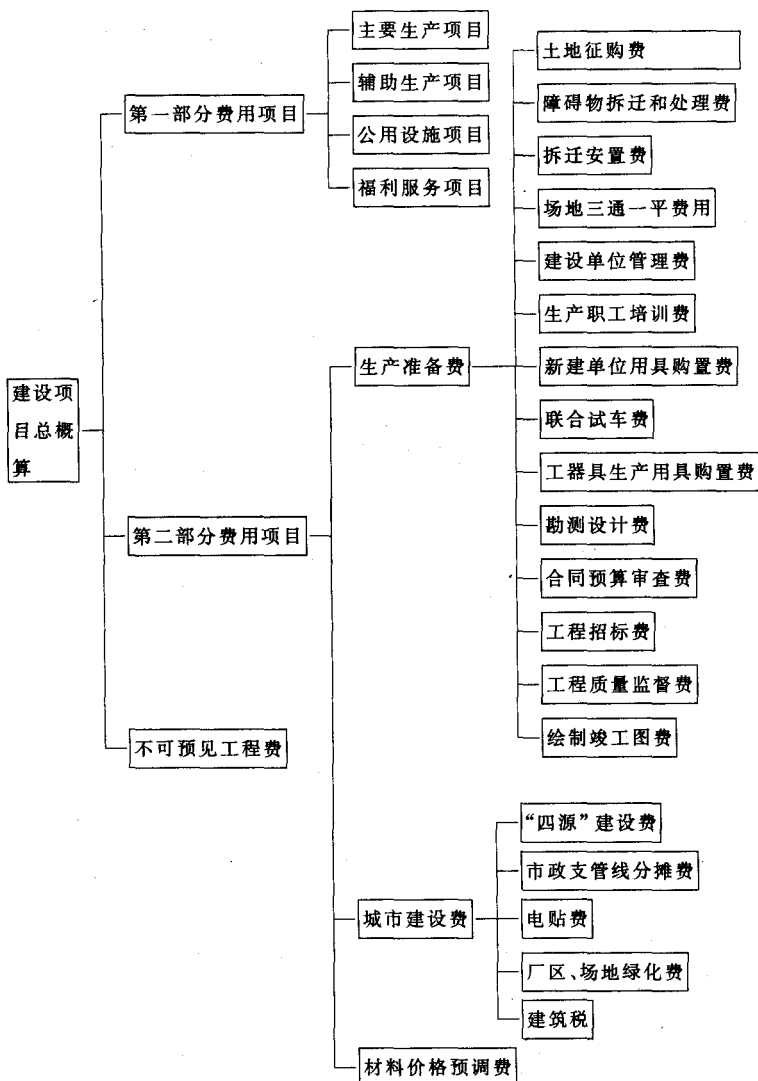 建设项
目总概
算
第一部分费用项目
主要生产项目
辅助生产项目
公用设施项目
福利服务项目
第二部分费用项目
生产准备费
土地征购费
障碍物拆迁和处理费
拆迁安置费
场地三通一平费用
建设单位管理费
生产职工培训费
新建单位用具购置费
联合试车费
工器具生产用具购置费
勘测设计费
合同预算审查费
工程招标费
工程质量监督费
绘制竣工图费
城市建设费
“四源”建设费
市政支管线分摊费
电贴费
厂区、场地绿化费
建筑税
材料价格预调费
不可预见工程费